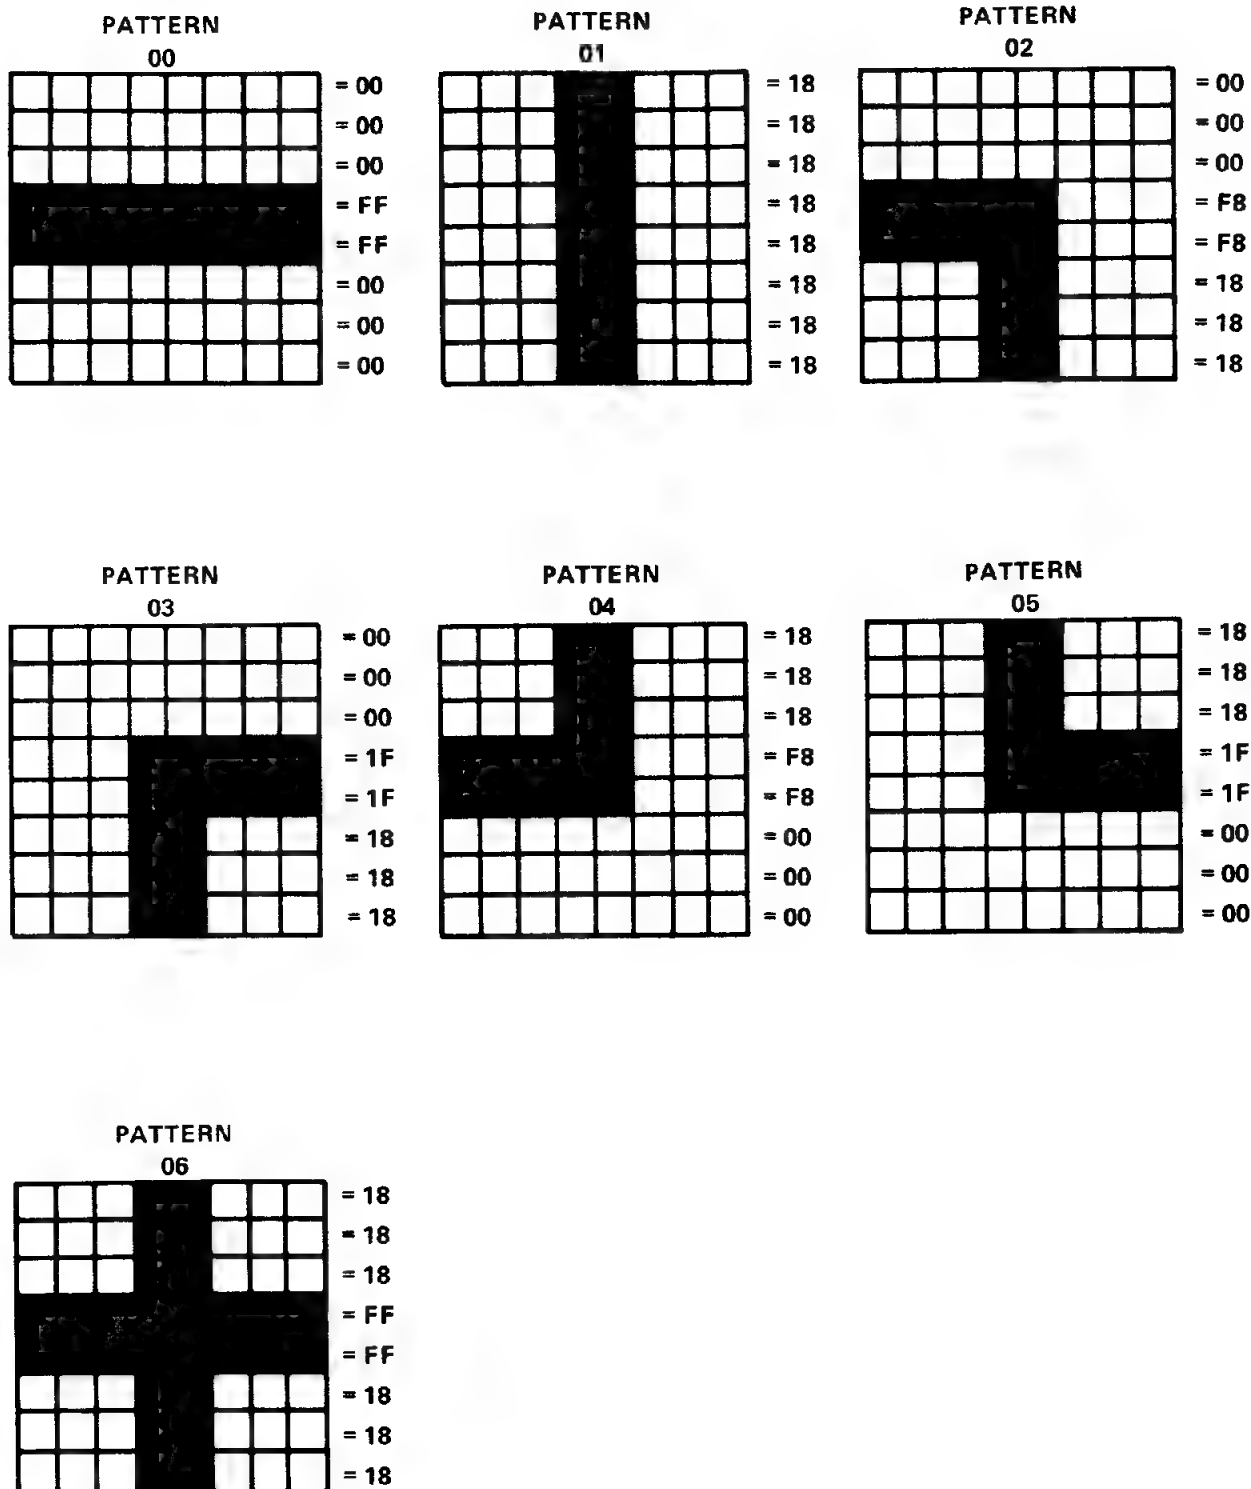 PATTERN
00
= 00
= 00
= 00
= FF
= FF
= 00
= 00
= 00
PATTERN
01
= 18
= 18
= 18
= 18
= 18
= 18
= 18
= 18
PATTERN
02
= 00
= 00
= 00
= F8
= F8
= 18
= 18
= 18
PATTERN
03
= 00
= 00
= 00
= 1F
= 1F
= 18
= 18
= 18
PATTERN
04
= 18
= 18
= 18
= F8
= F8
= 00
= 00
= 00
PATTERN
05
= 18
= 18
= 18
= 1F
= 1F
= 00
= 00
= 00
PATTERN
06
= 18
= 18
= 18
= FF
= FF
= 18
= 18
= 18